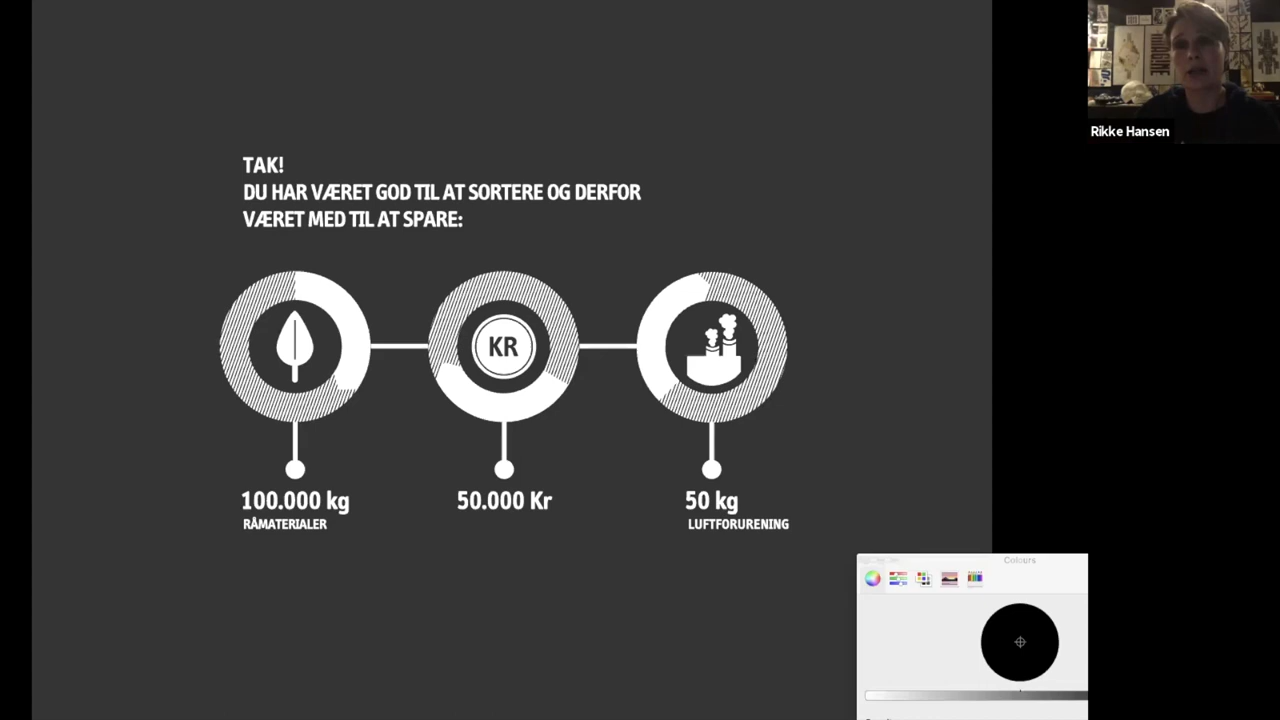 TAK!
DU HAR VÆRET GOD TIL AT SORTERE OG DERFOR
VÆRET MED TIL AT SPARE:
KR
100.000 kg
RÅMATERIALER
50.000 Kr
50 kg
LUFTFORURENING
Rikke Hansen
Colours